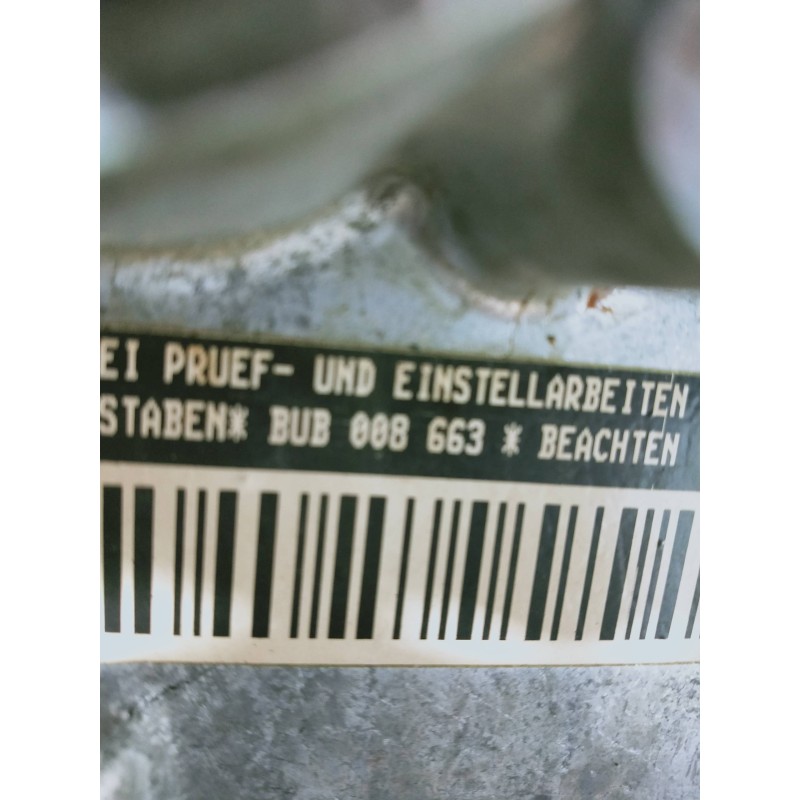 EI PRUEF- UND EINSTELLARBEITEN
STABEN* BUB 008 663 * BEACHTEN